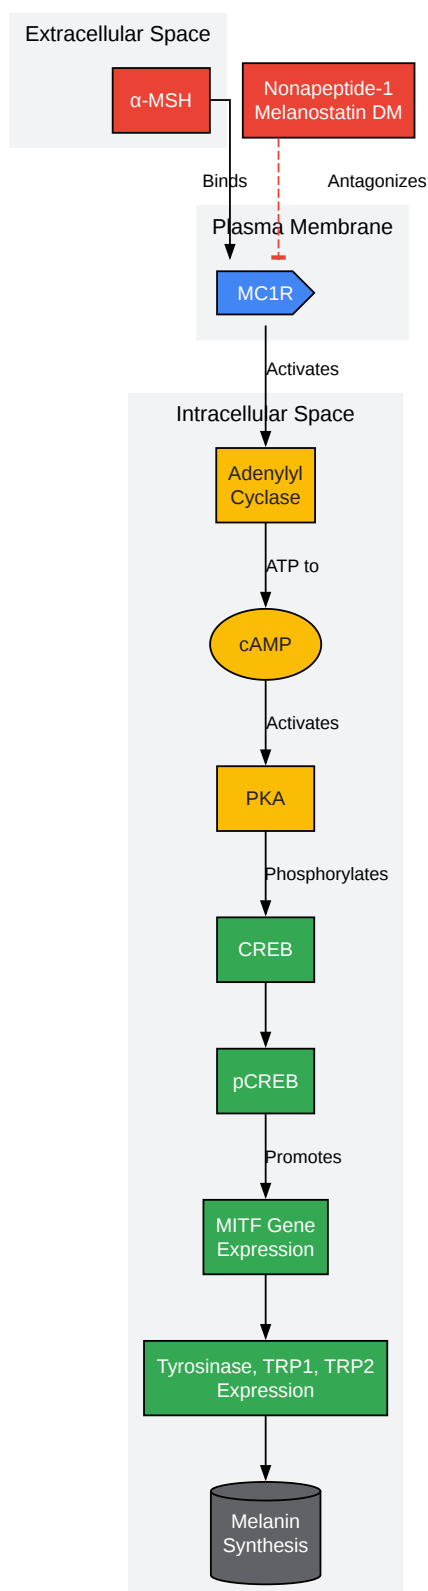 Extracellular Space
α-MSH
Nonapeptide-1
Melanostatin DM
Binds
Antagonizes
Plasma Membrane
MC1R
Activates
Intracellular Space
Adenylyl
Cyclase
ATP to
cAMP
Activates
PKA
Phosphorylates
CREB
pCREB
Promotes
MITF Gene
Expression
Tyrosinase, TRP1, TRP2
Expression
Melanin
Synthesis